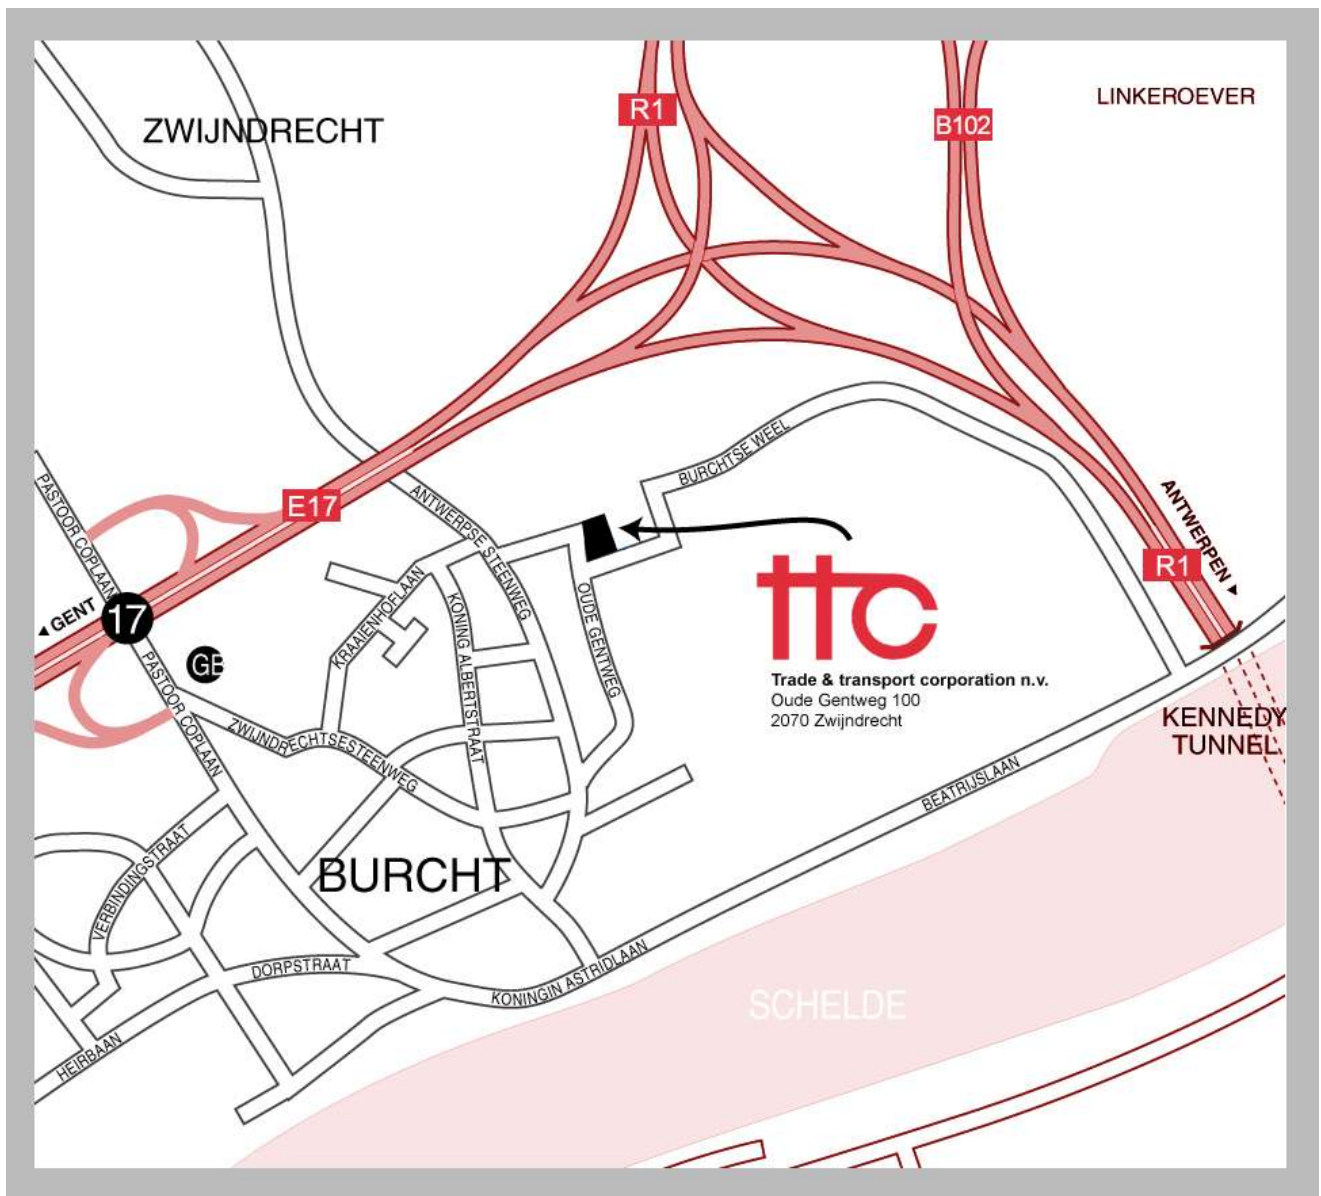 LINKEROEVER
R1
B102
ZWIJNDRECHT
BURCHTSE WEEL
PASTOOR COPLAAN
E17
ANTWERPSE STEENWEG
ANTWERPEN
R1
GENT
17
KRAAIENHOFLAAN
KONING ALBERTSTRAAT
OUDE GENTWEG
GB
ttc
Trade & transport corporation n.v.
Oude Gentweg 100
2070 Zwijndrecht
PASTOOR COPLAAN
ZWIJNDRECHTSESTEENWEG
KENNEDY
TUNNEL
BEATRIJSLAAN
VERBINDINGSTRAAT
BURCHT
DORPSTRAAT
KONINGIN ASTRIDLAAN
SCHELDE
HEIRBAAN